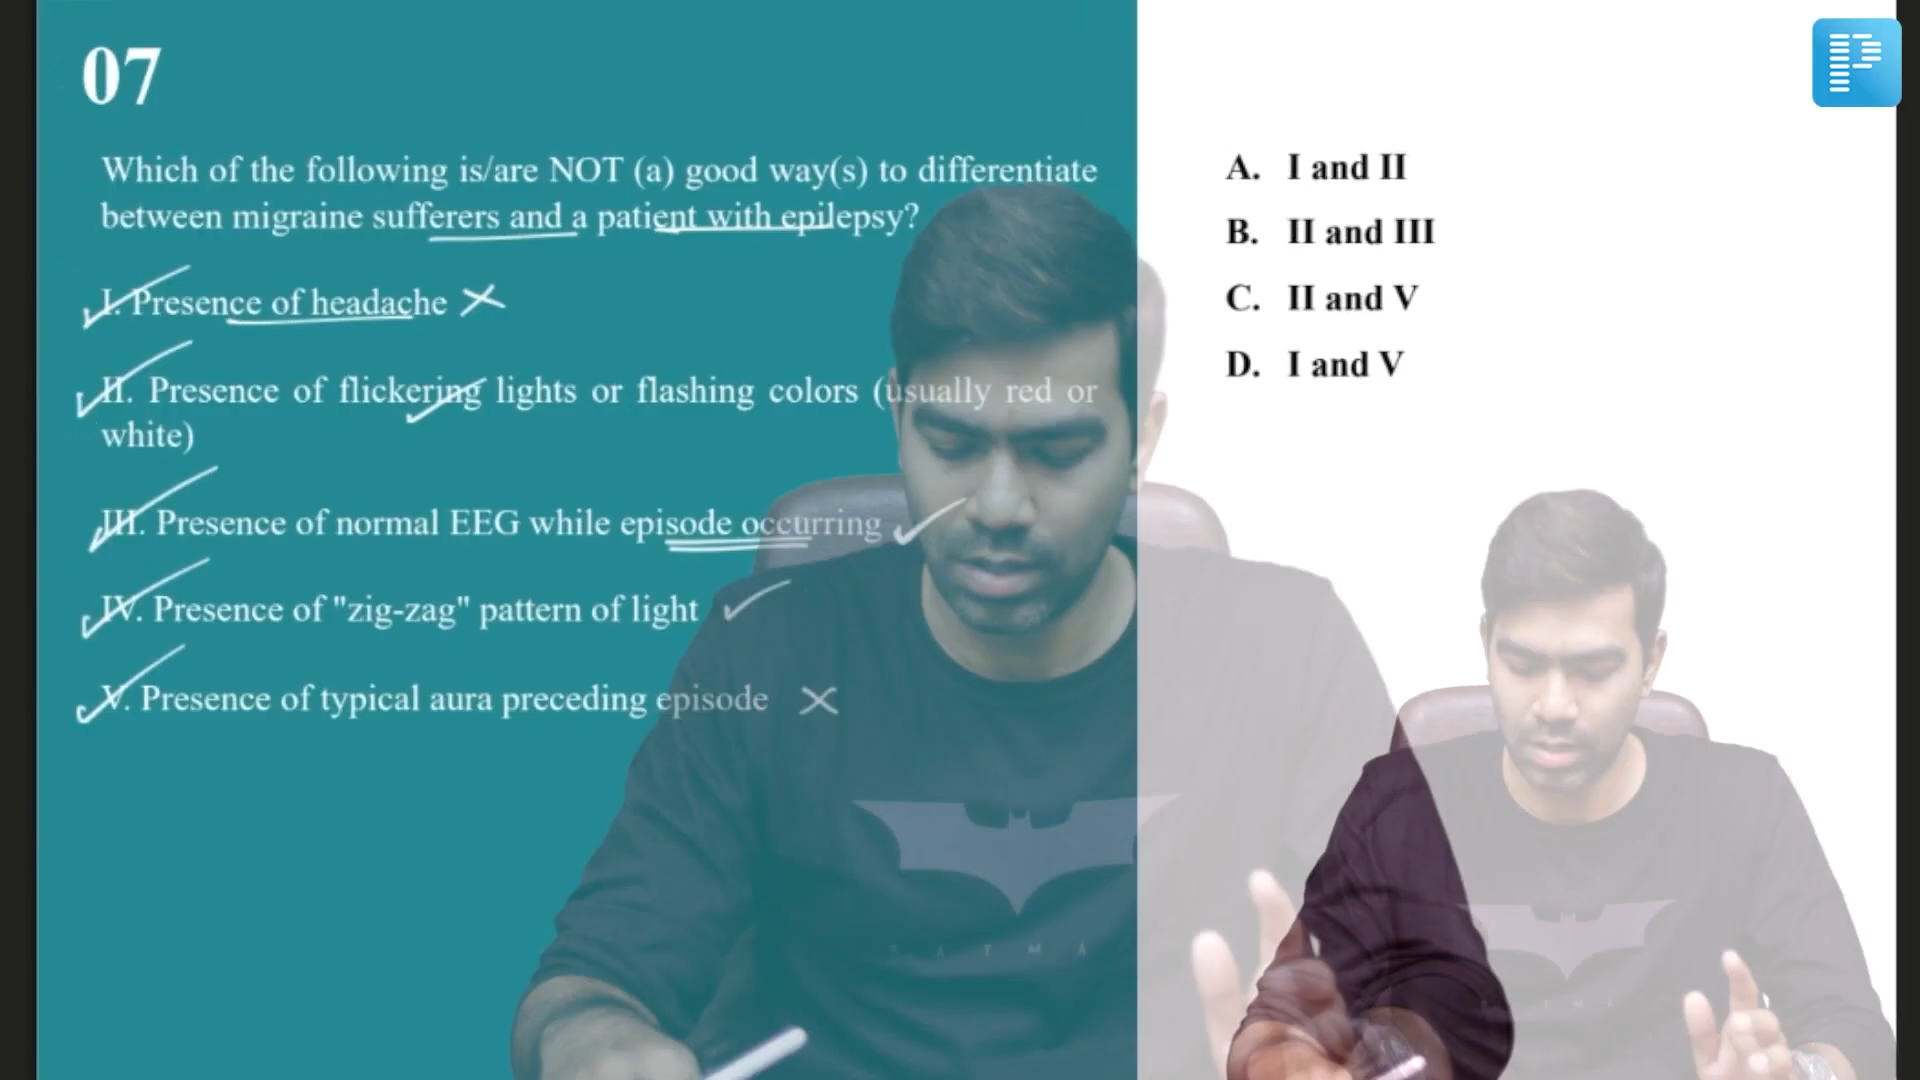 07
Which of the following is/are NOT (a) good way(s) to differentiate
between migraine sufferers and a patient with epilepsy?
I. Presence of headache
II. Presence of flickering lights or flashing colors (usually red or
white)
III. Presence of normal EEG while episode occurring
IV. Presence of "zig-zag" pattern of light
V. Presence of typical aura preceding episode
A. I and II
B. II and III
C. II and V
D. I and V